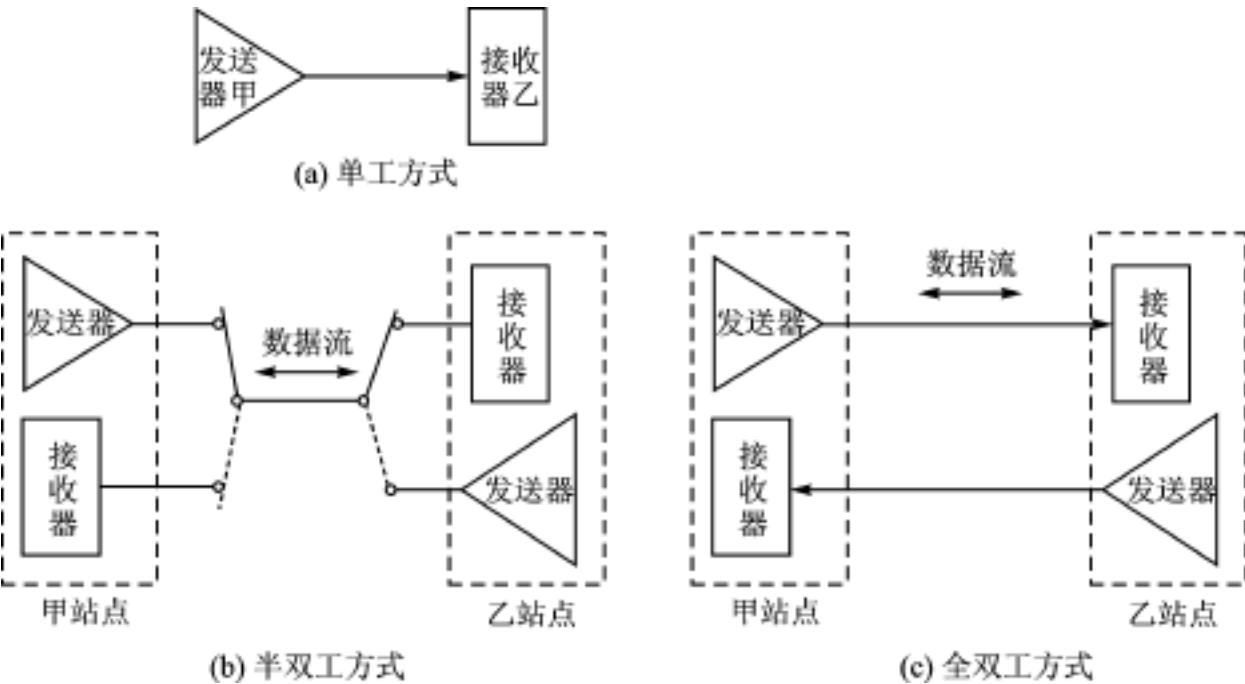 发送
器甲
接收
器乙
(a) 单工方式
发送器
数据流
接
收
器
接
收
器
发送器
甲站点
乙站点
(b) 半双工方式
数据流
发送器
接
收
器
接
收
器
发送器
甲站点
乙站点
(c) 全双工方式